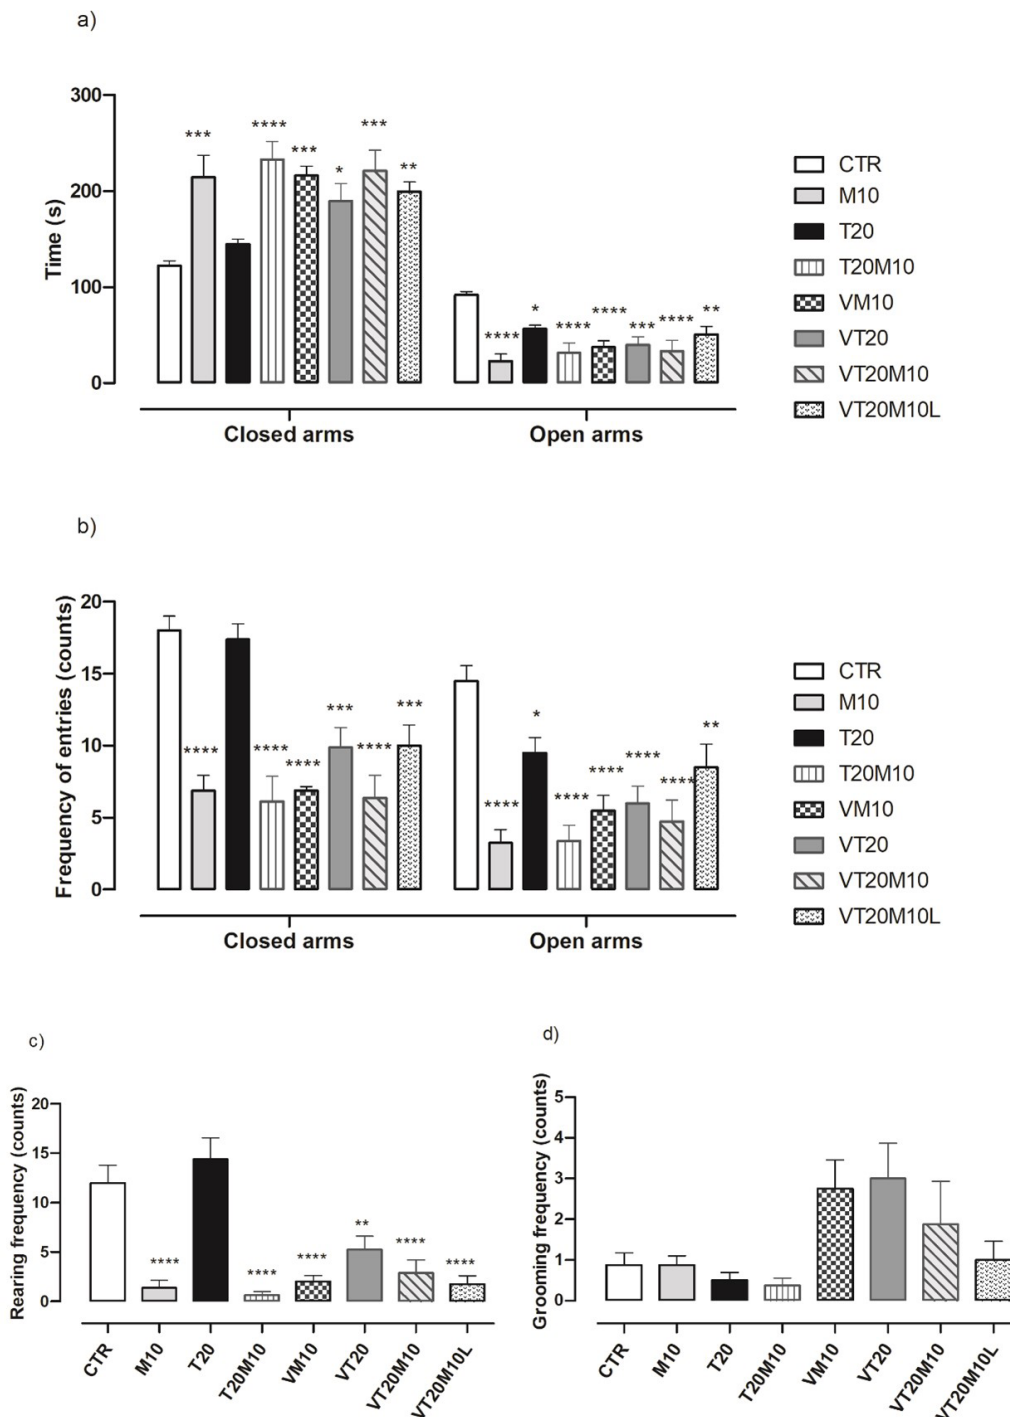 a)
Time (s)
300
200
100
0
***
****
***
*
***
**
****
*
****
****
***
****
**
Closed arms
Open arms
CTR
M10
T20
T20M10
VM10
VT20
VT20M10
VT20M10L
b)
Frequency of entries (counts)
20
15
10
5
0
****
****
****
***
****
***
****
*
****
****
****
****
**
Closed arms
Open arms
CTR
M10
T20
T20M10
VM10
VT20
VT20M10
VT20M10L
c)
Rearing frequency (counts)
20
15
10
5
0
****
****
****
**
****
****
CTR
M10
T20
T20M10
VM10
VT20
VT20M10
VT20M10L
d)
Grooming frequency (counts)
5
4
3
2
1
0
CTR
M10
T20
T20M10
VM10
VT20
VT20M10
VT20M10L